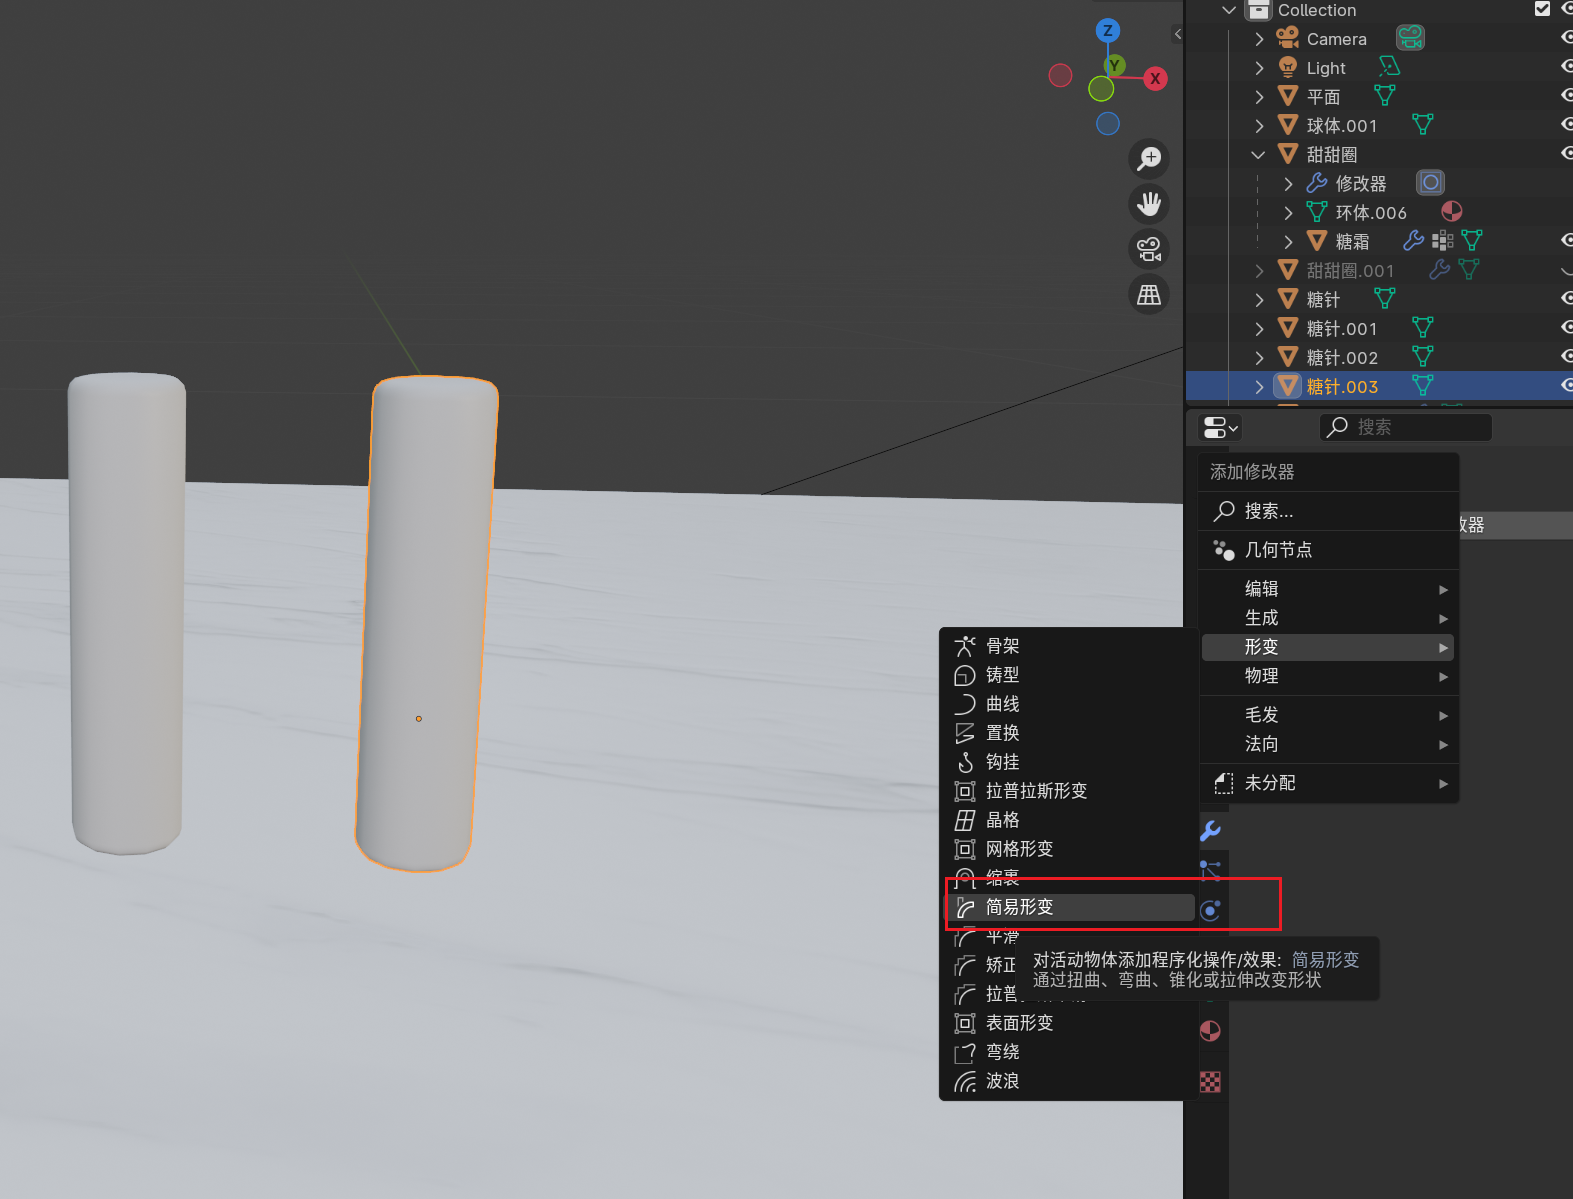 Collection
Camera
Light
平面
球体.001
甜甜圈
修改器
环体.006
糖霜
甜甜圈.001
糖针
糖针.001
糖针.002
糖针.003
Z
Y
X
搜索
添加修改器
搜索...
改器
几何节点
编辑
生成
形变
物理
毛发
法向
未分配
骨架
铸型
曲线
置换
钩挂
拉普拉斯形变
晶格
网格形变
缩裹
简易形变
平滑
矫正
拉普
表面形变
弯绕
波浪
对活动物体添加程序化操作/效果: 简易形变
通过扭曲、弯曲、锥化或拉伸改变形状